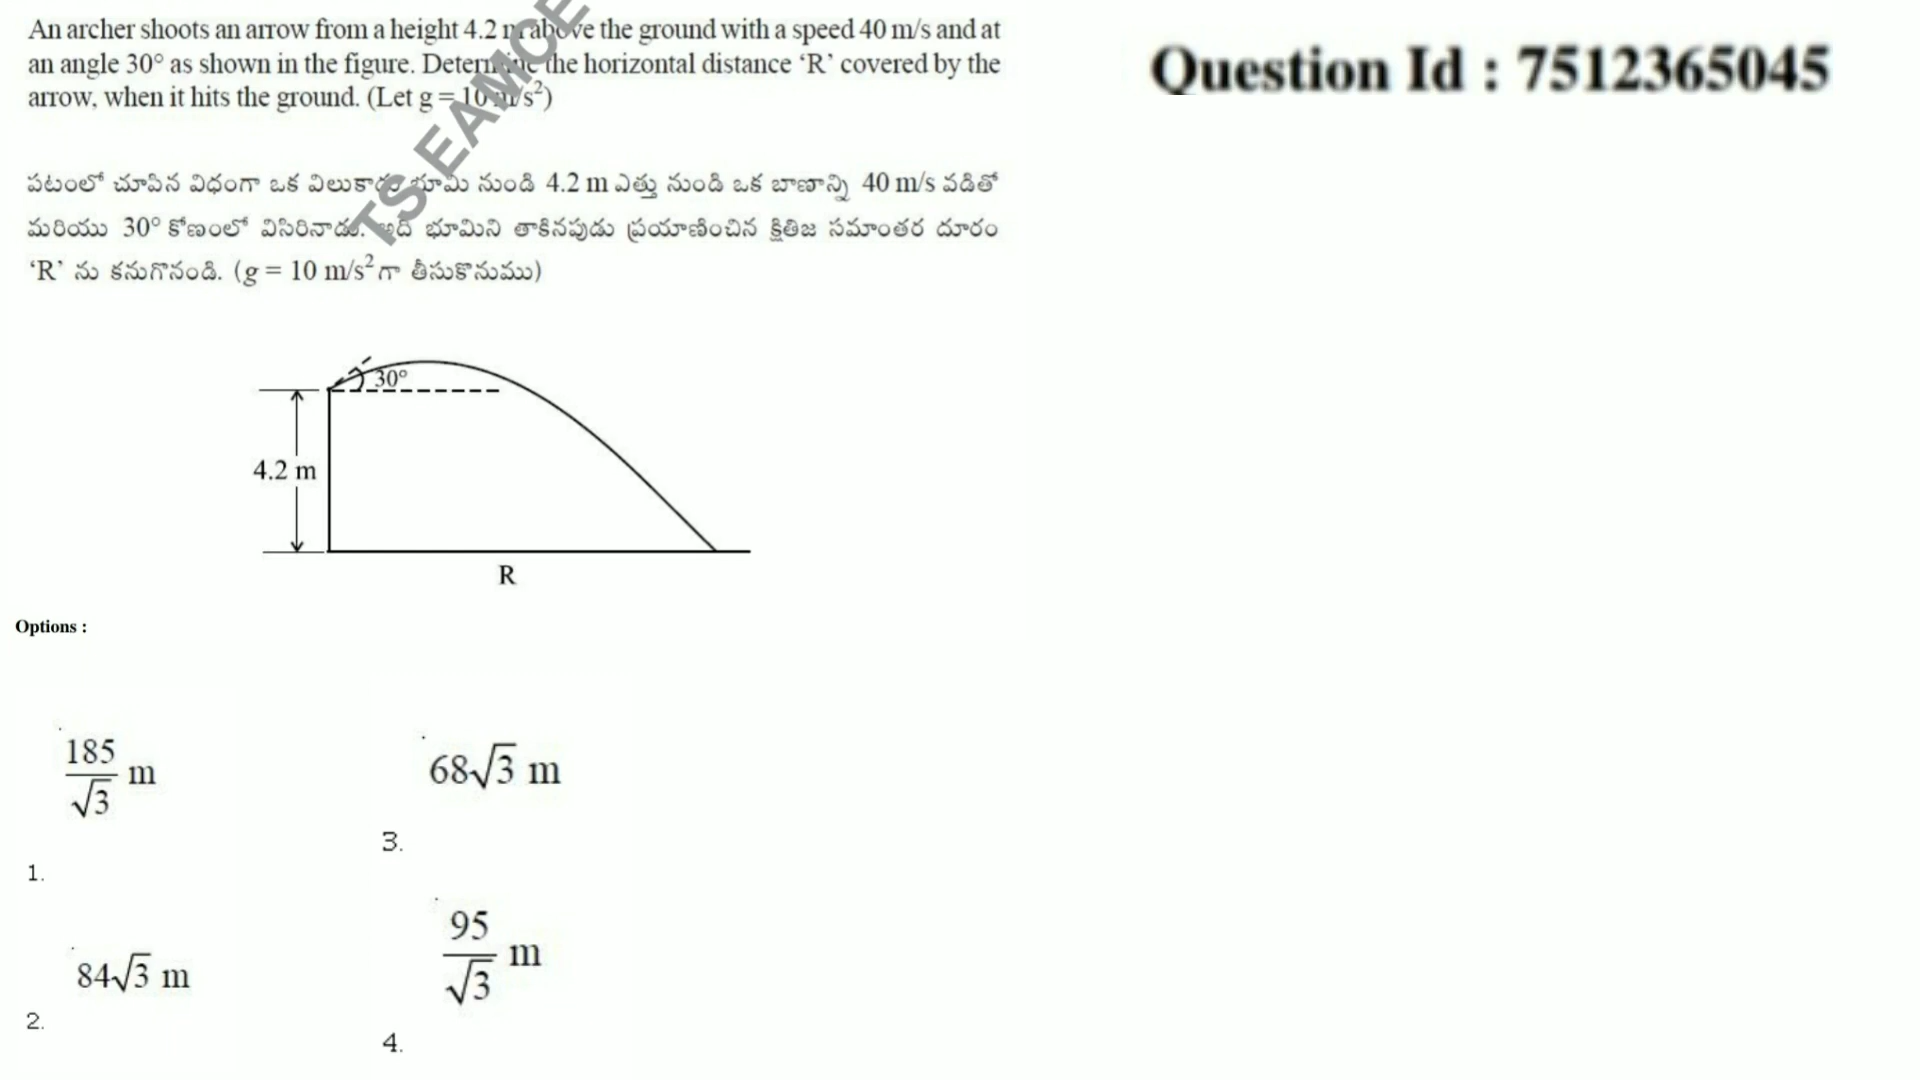 An archer shoots an arrow from a height 4.2 m above the ground with a speed 40 m/s and at
an angle 30° as shown in the figure. Determine the horizontal distance ‘R’ covered by the
arrow, when it hits the ground. (Let g = 10 m/s²)
Question Id : 7512365045
TS EAMCE
పటంలో చూపిన విధంగా ఒక విలుకాడు భూమి నుండి 4.2 m ఎత్తు నుండి ఒక బాణాన్ని 40 m/s వడితో
మరియు 30° కోణంలో విసిరినాడు. అది భూమిని తాకినపుడు ప్రయాణించిన క్షితిజ సమాంతర దూరం
‘R’ ను కనుగొనండి. (g = 10 m/s² గా తీసుకొనుము)
30°
4.2 m
R
Options :
185/√3 m
1.
84√3 m
2.
68√3 m
3.
95/√3 m
4.